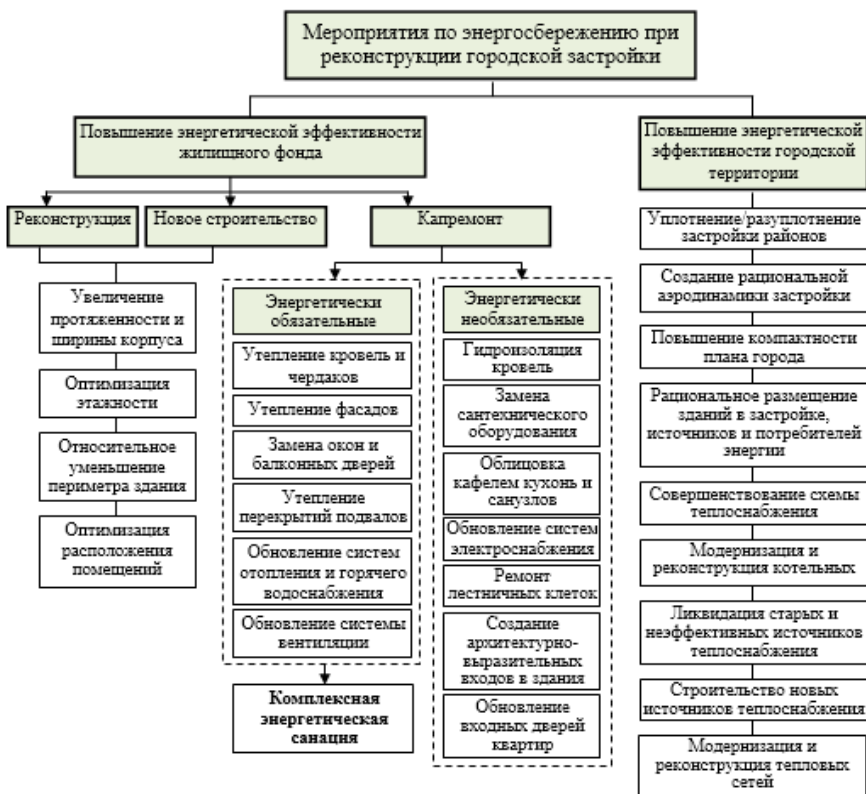 Мероприятия по энергосбережению при
реконструкции городской застройки
Повышение энергетической эффективности
жилищного фонда
Повышение энергетической
эффективности городской
территории
Реконструкция
Новое строительство
Капремонт
Увеличение
протяженности и
ширины корпуса
Оптимизация
этажности
Относительное
уменьшение
периметра здания
Оптимизация
расположения
помещений
Энергетически
обязательные
Утепление кровель и
чердаков
Утепление фасадов
Замена окон и
балконных дверей
Утепление
перекрытий подвалов
Обновление систем
отопления и горячего
водоснабжения
Обновление системы
вентиляции
Комплексная
энергетическая
санация
Энергетически
необязательные
Гидроизоляция
кровель
Замена
сантехнического
оборудования
Облицовка
кафелем кухонь и
санузлов
Обновление систем
электроснабжения
Ремонт
лестничных клеток
Создание
архитектурно-
выразительных
входов в здания
Обновление
входных дверей
квартир
Уплотнение/разуплотнение
застройки районов
Создание рациональной
аэродинамики застройки
Повышение компактности
плана города
Рациональное размещение
зданий в застройке,
источников и потребителей
энергии
Совершенствование схемы
теплоснабжения
Модернизация и
реконструкция котельных
Ликвидация старых и
неэффективных источников
теплоснабжения
Строительство новых
источников теплоснабжения
Модернизация и
реконструкция тепловых
сетей